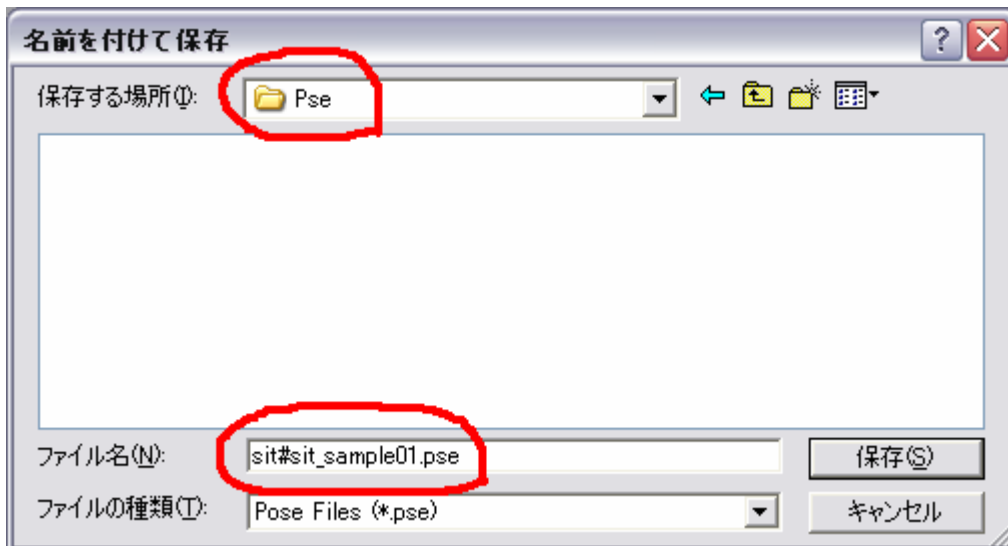 名前を付けて保存
保存する場所(I): Pse
ファイル名(N): sit#sit_sample01.pse 保存(S)
ファイルの種類(T): Pose Files (*.pse) キャンセル